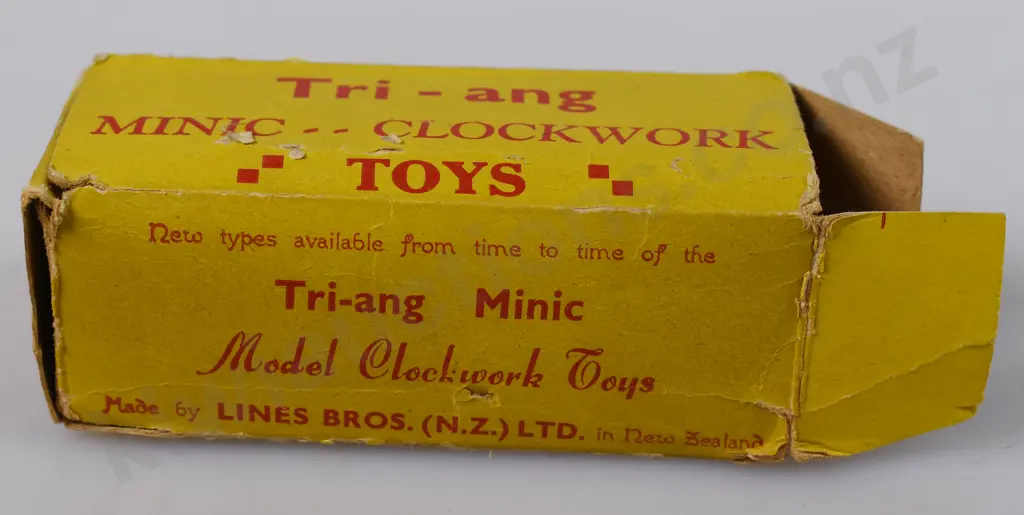 Tri-ang
MINIC -- CLOCKWORK
TOYS
New types available from time to time of the
Tri-ang Minic
Model Clockwork Toys
Made by LINES BROS. (N.Z.) LTD. in New Zealand